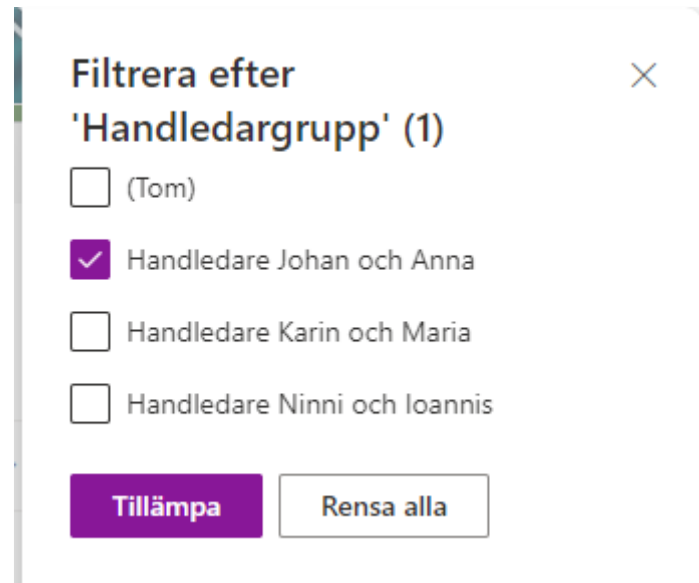 Filtrera efter
'Handledargrupp' (1)
(Tom)
Handledare Johan och Anna
Handledare Karin och Maria
Handledare Ninni och Ioannis
Tillämpa
Rensa alla